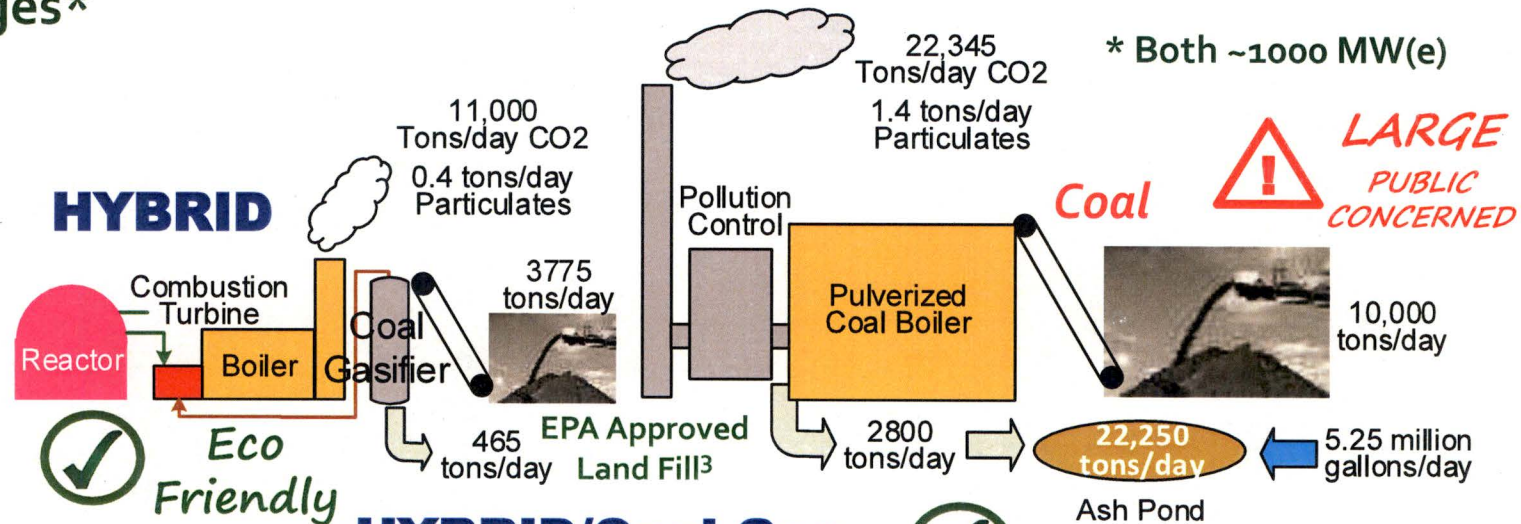 ges*
22,345
Tons/day CO2
1.4 tons/day
Particulates
* Both ~1000 MW(e)
11,000
Tons/day CO2
0.4 tons/day
Particulates
LARGE
PUBLIC
CONCERNED
HYBRID
Pollution
Control
Coal
Combustion
Turbine
3775
tons/day
Reactor
Boiler
Coal
Gasifier
Pulverized
Coal Boiler
10,000
tons/day
Eco
Friendly
465
tons/day
EPA Approved
Land Fill³
2800
tons/day
22,250
tons/day
5.25 million
gallons/day
Ash Pond